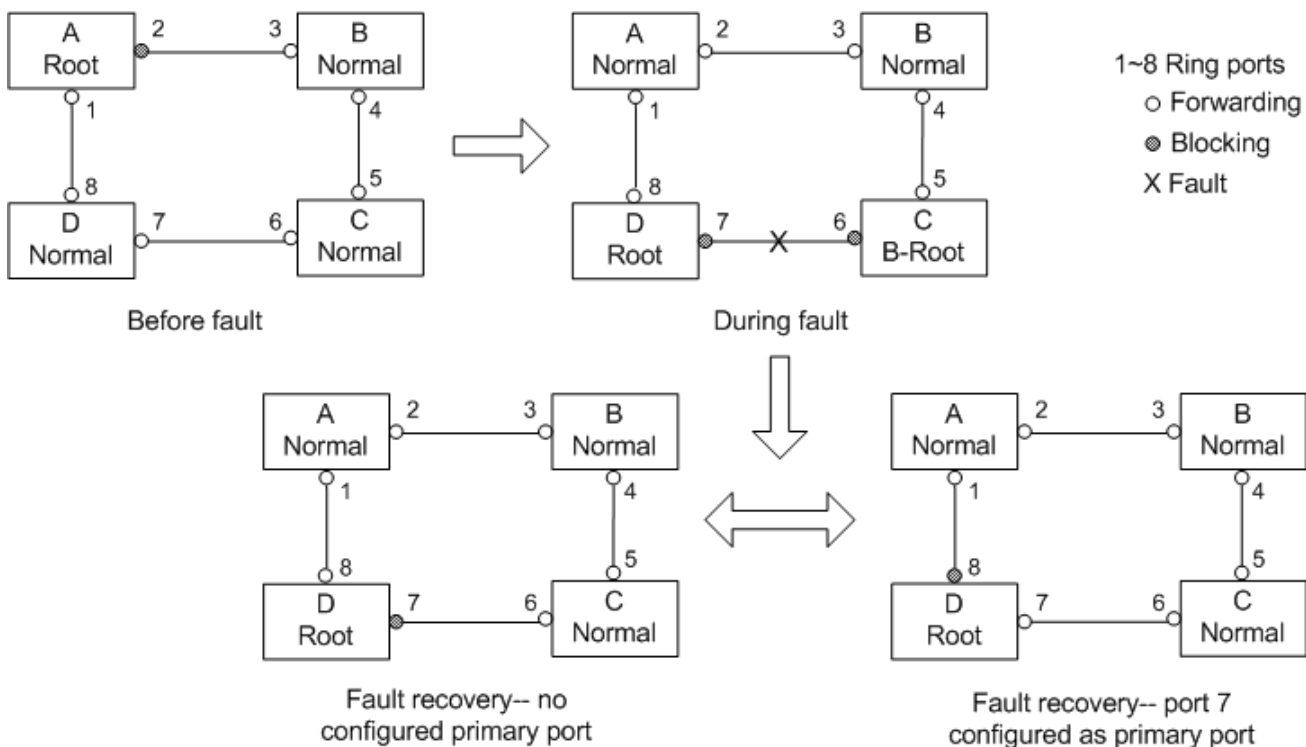 A
Root
2
3
B
Normal
1
4
8
5
D
Normal
7
6
C
Normal
Before fault
A
Normal
2
3
B
Normal
1
4
8
5
D
Root
7
X
6
C
B-Root
During fault
1~8 Ring ports
Forwarding
Blocking
X Fault
A
Normal
2
3
B
Normal
1
4
8
5
D
Root
7
6
C
Normal
Fault recovery-- no
configured primary port
A
Normal
2
3
B
Normal
1
4
8
5
D
Root
7
6
C
Normal
Fault recovery-- port 7
configured as primary port